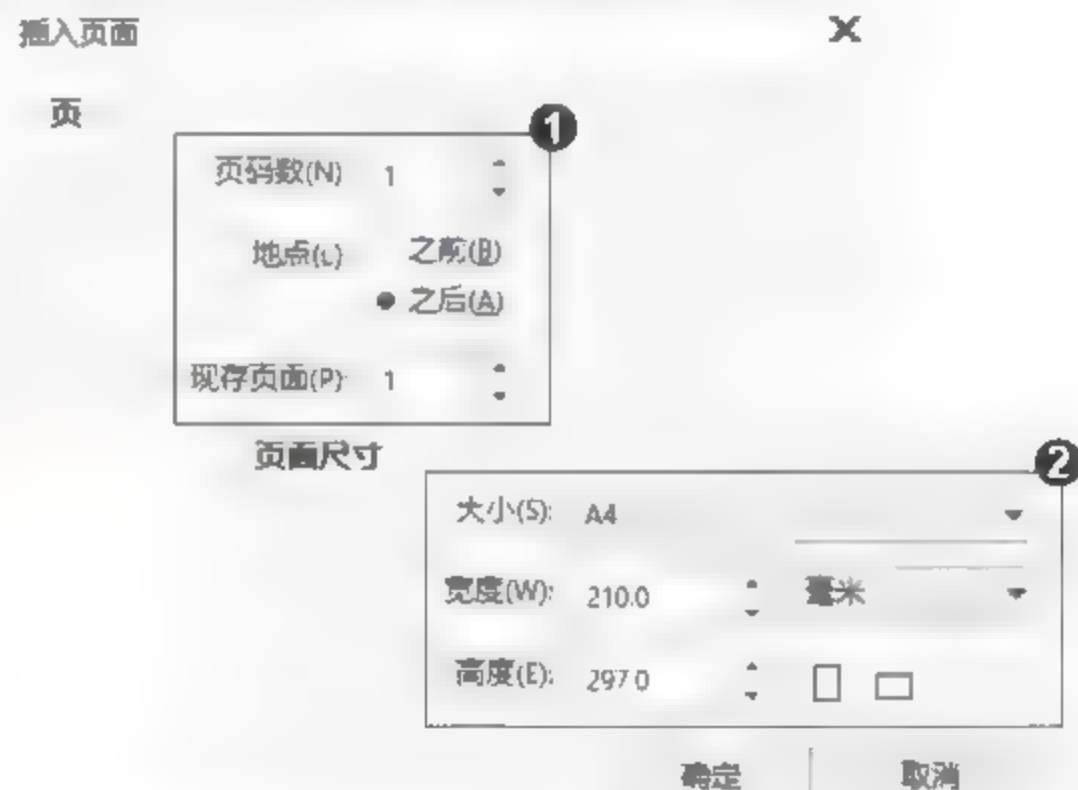 插入页面
页
1
页码数(N) 1
地点(L) 之前(B)
之后(A)
现存页面(P) 1
页面尺寸
2
大小(S): A4
宽度(W): 210.0 毫米
高度(E): 297.0
确定 取消